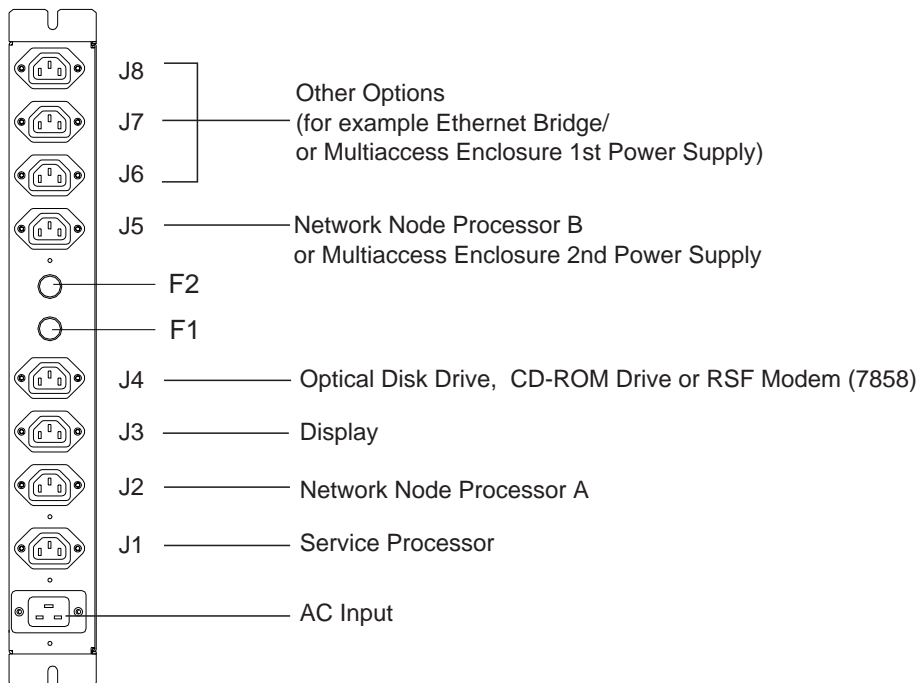 J8
J7
J6
Other Options
(for example Ethernet Bridge/
or Multiaccess Enclosure 1st Power Supply)
J5
Network Node Processor B
or Multiaccess Enclosure 2nd Power Supply
F2
F1
J4 Optical Disk Drive, CD-ROM Drive or RSF Modem (7858)
J3 Display
J2 Network Node Processor A
J1 Service Processor
AC Input